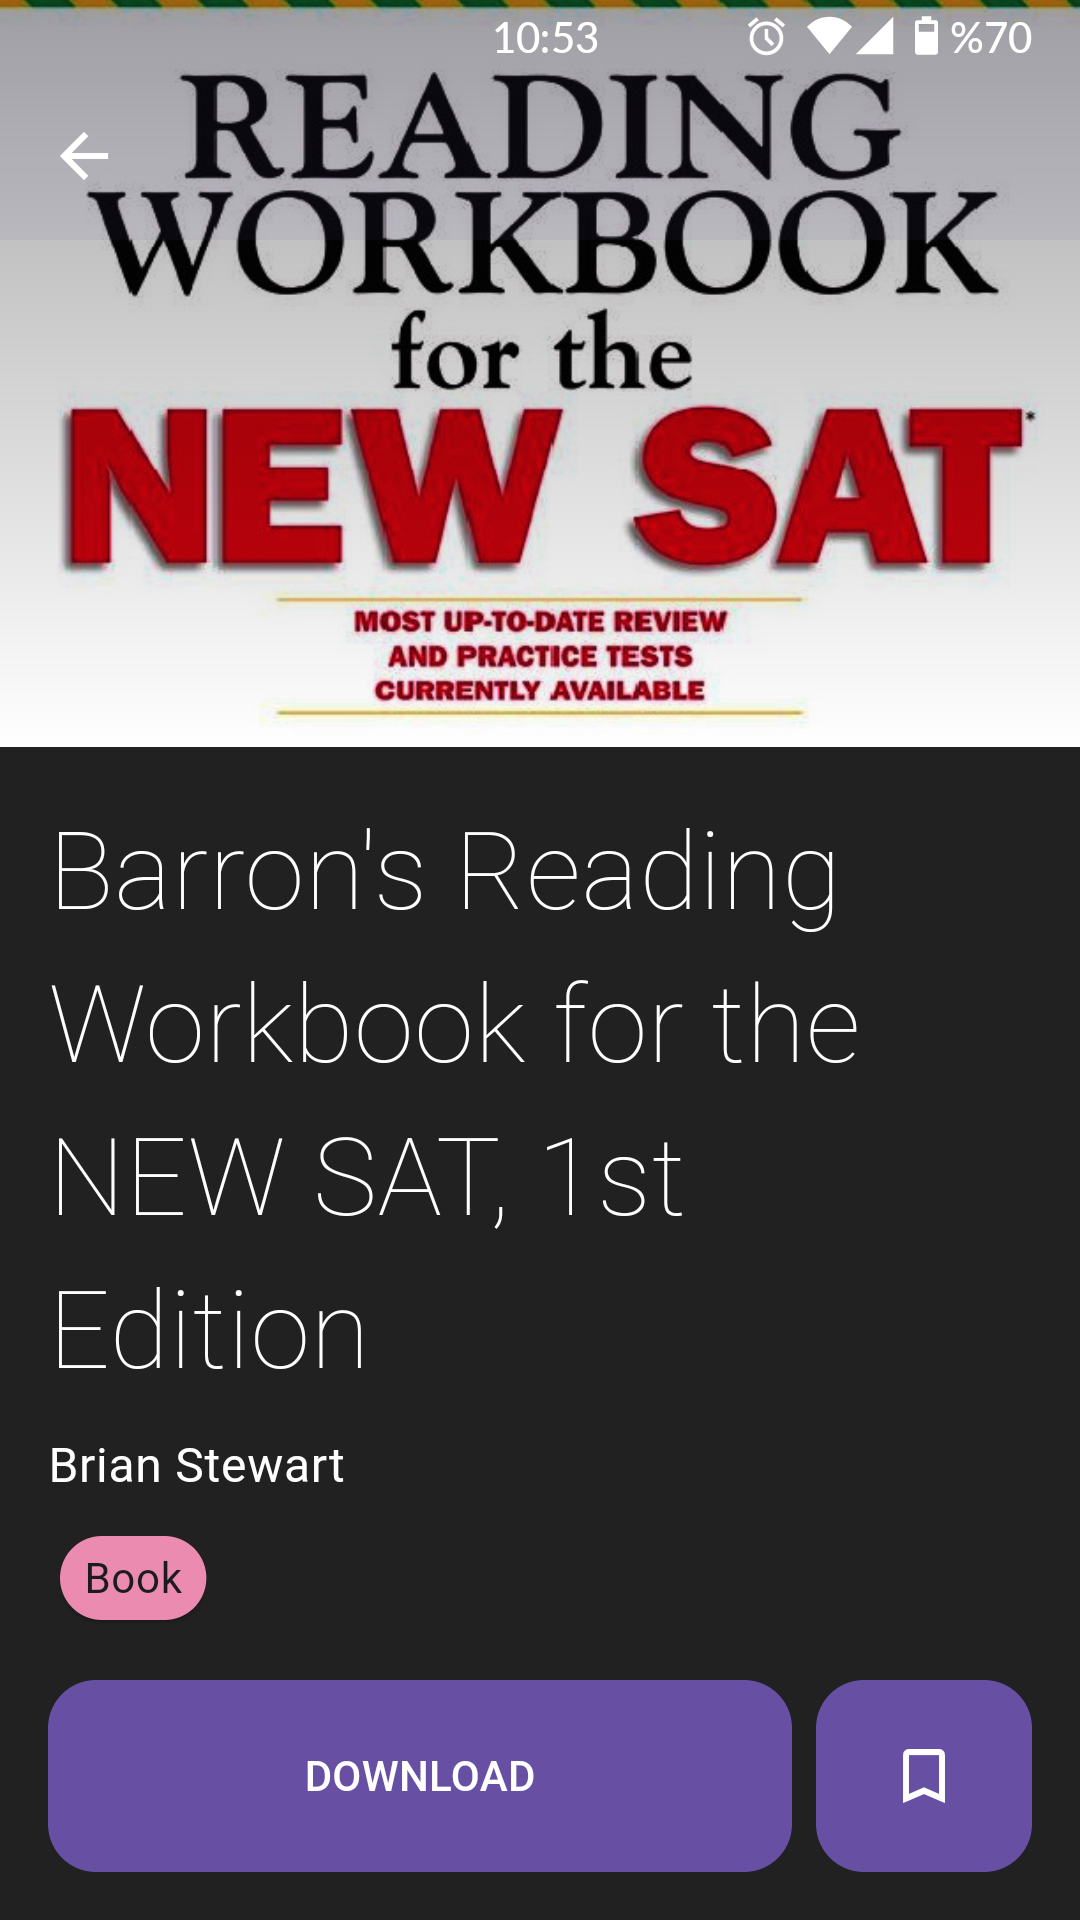 10:53
%70
READING
WORKBOOK
for the
NEW SAT*
MOST UP-TO-DATE REVIEW
AND PRACTICE TESTS
CURRENTLY AVAILABLE
Barron's Reading
Workbook for the
NEW SAT, 1st
Edition
Brian Stewart
Book
DOWNLOAD